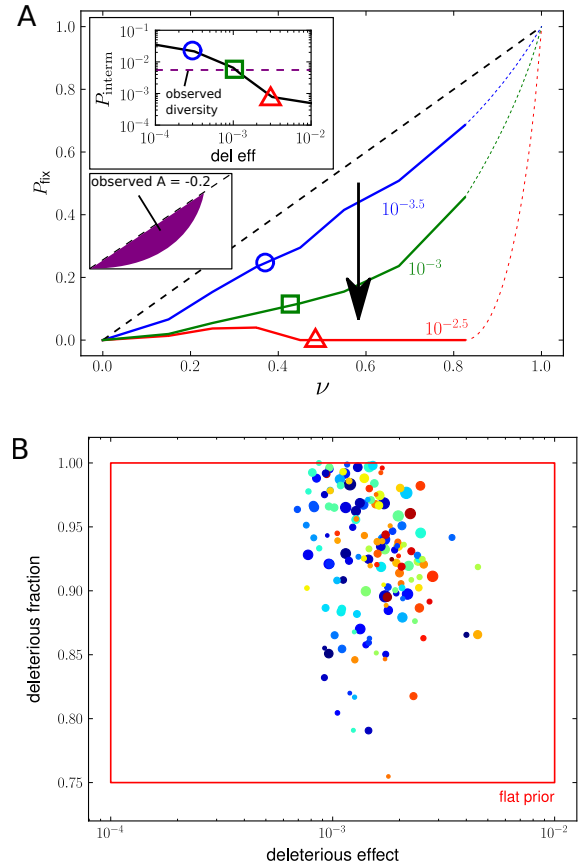 A
10⁻¹
10⁻²
10⁻³
10⁻⁴
P_interm
observed
diversity
10⁻⁴
10⁻³
10⁻²
del eff
observed A = -0.2
1.0
0.8
0.6
0.4
0.2
0.0
P_fix
10⁻³·⁵
10⁻³
10⁻²·⁵
0.0 0.2 0.4 0.6 0.8 1.0
ν
B
1.00
0.95
0.90
0.85
0.80
0.75
deleterious fraction
flat prior
10⁻⁴ 10⁻³ 10⁻²
deleterious effect